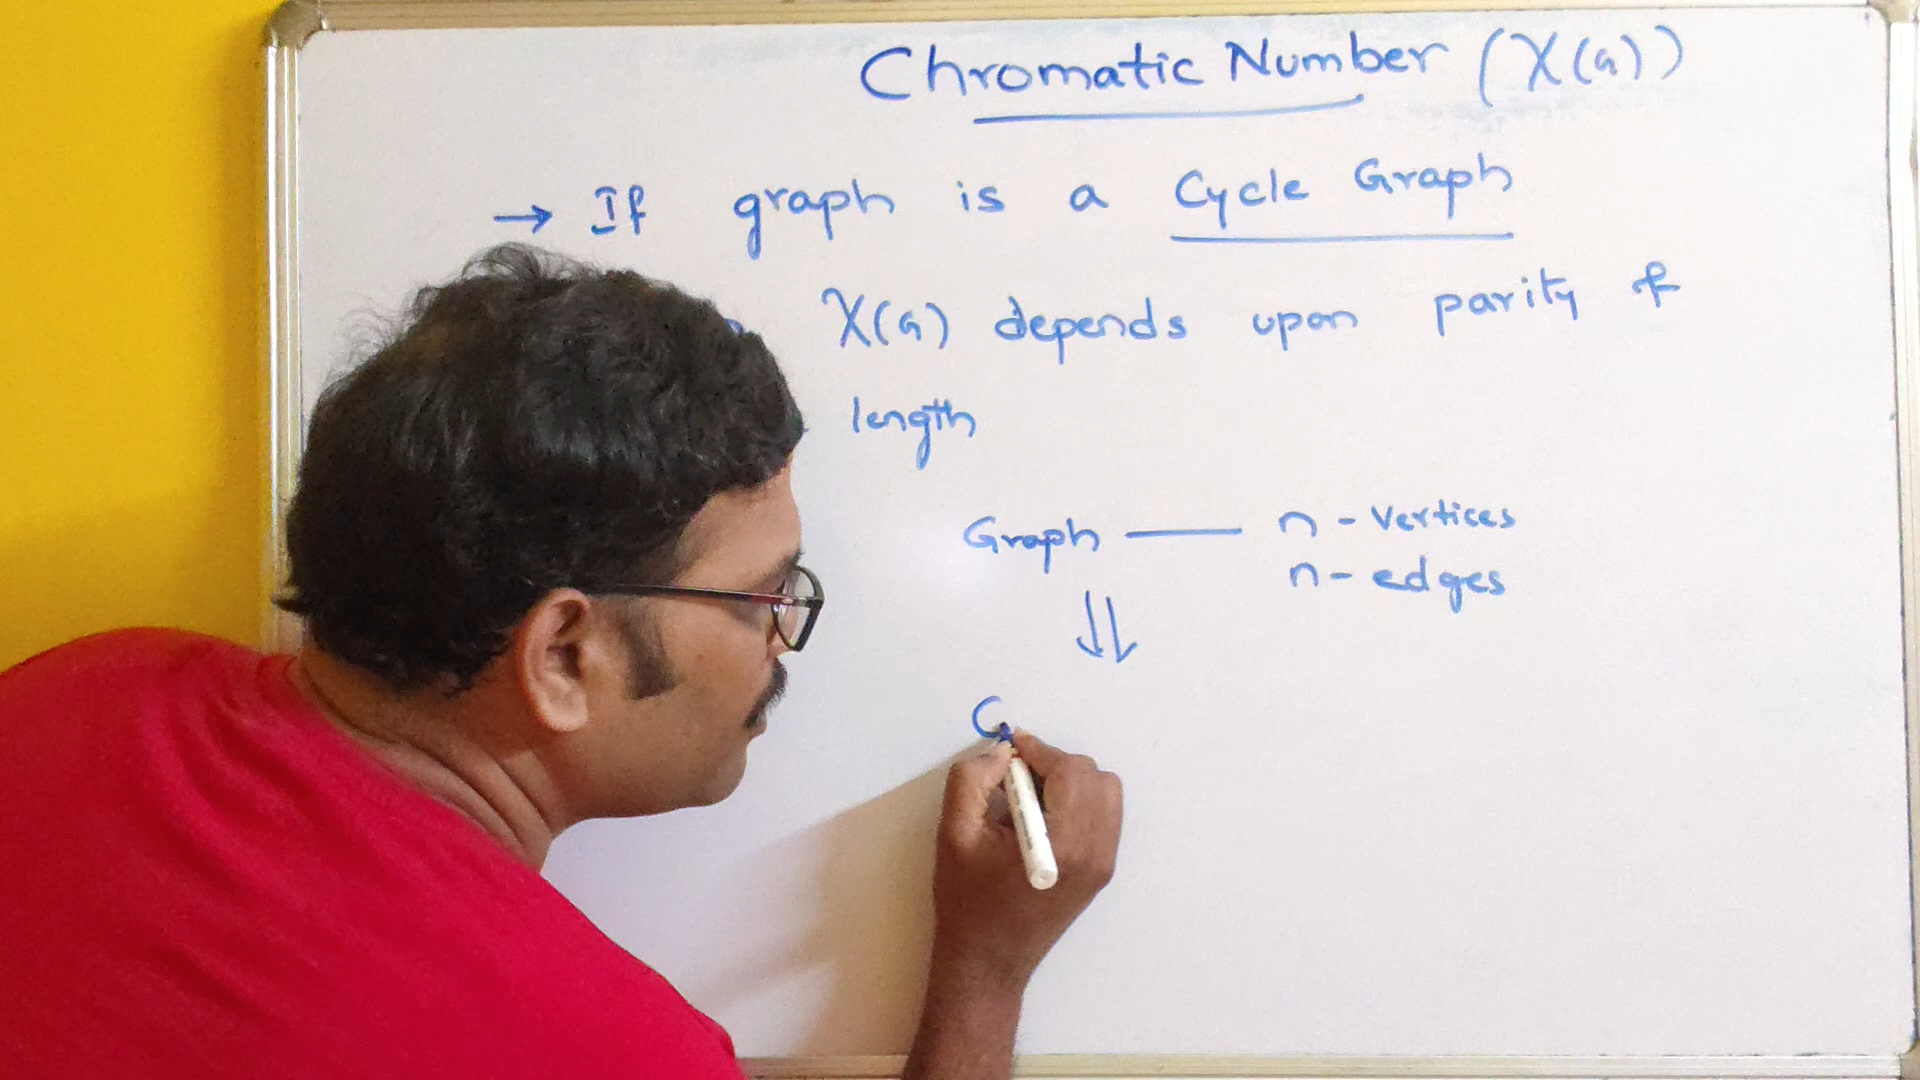 Chromatic Number (χ(G))
→ If graph is a Cycle Graph
χ(G) depends upon parity of
length
Graph — n - vertices
n - edges
⇓
C